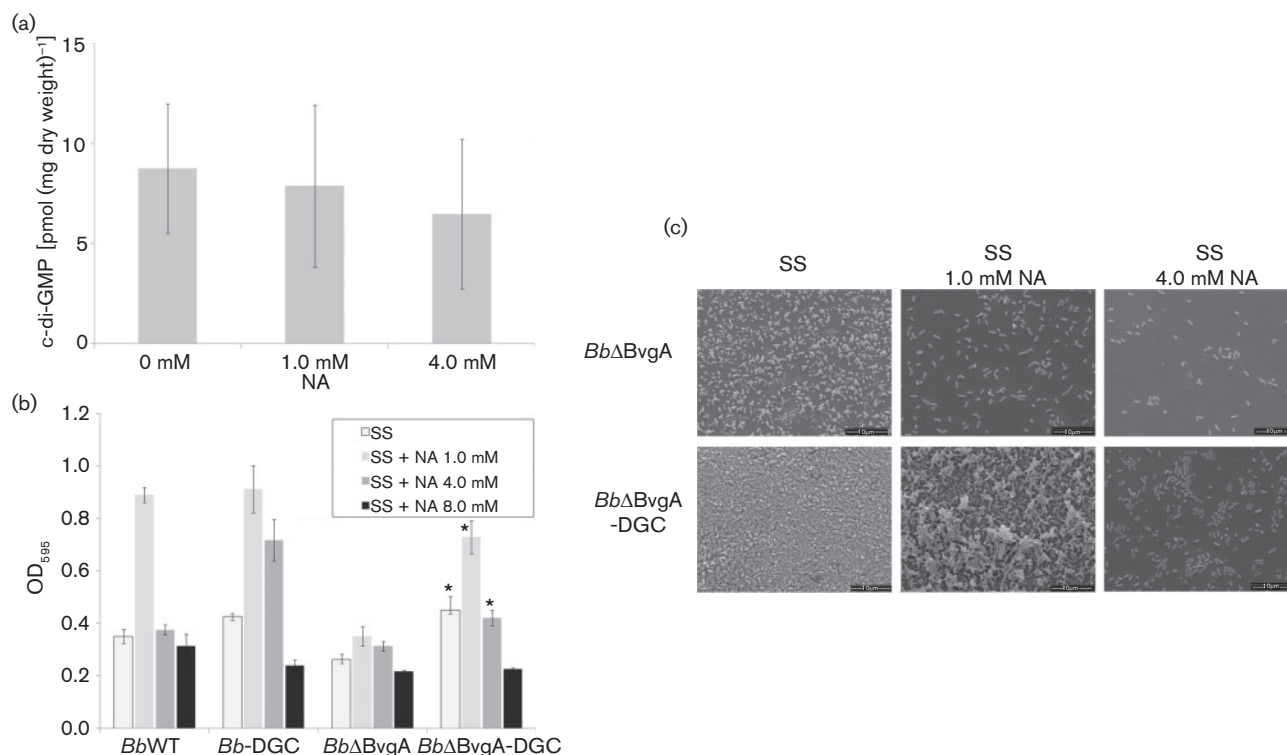 (a)
c-di-GMP [pmol (mg dry weight)⁻¹]
15
10
5
0
0 mM
1.0 mM
4.0 mM
NA
(b)
OD₅₉₅
1.2
1.0
0.8
0.6
0.4
0.2
0.0
SS
SS + NA 1.0 mM
SS + NA 4.0 mM
SS + NA 8.0 mM
*
*
*
BbWT
Bb-DGC
BbΔBvgA
BbΔBvgA-DGC
(c)
SS
SS
1.0 mM NA
SS
4.0 mM NA
BbΔBvgA
10μm
10μm
10μm
BbΔBvgA
-DGC
10μm
10μm
10μm